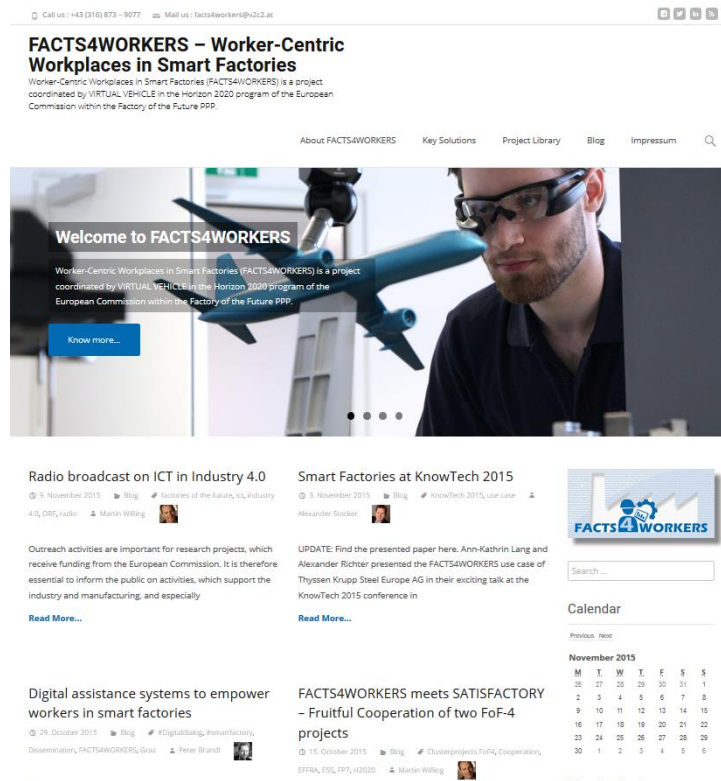 Call us : +43 (316) 873 – 9077 Mail us : facts4workers@v2c2.at
FACTS4WORKERS – Worker-Centric
Workplaces in Smart Factories
Worker-Centric Workplaces in Smart Factories (FACTS4WORKERS) is a project
coordinated by VIRTUAL VEHICLE in the Horizon 2020 program of the European
Commission within the Factory of the Future PPP.
About FACTS4WORKERS Key Solutions Project Library Blog Impressum
Welcome to FACTS4WORKERS
Worker-Centric Workplaces in Smart Factories (FACTS4WORKERS) is a project
coordinated by VIRTUAL VEHICLE in the Horizon 2020 program of the
European Commission within the Factory of the Future PPP.
Know more...
Radio broadcast on ICT in Industry 4.0
9. November 2015 Blog factories of the future, ict, industry
4.0, ORF, radio Martin Willing
Outreach activities are important for research projects, which
receive funding from the European Commission. It is therefore
essential to inform the public on activities, which support the
industry and manufacturing, and especially
Read More...
Smart Factories at KnowTech 2015
3. November 2015 Blog KnowTech 2015, use case
Alexander Stocker
UPDATE: Find the presented paper here. Ann-Kathrin Lang and
Alexander Richter presented the FACTS4WORKERS use case of
Thyssen Krupp Steel Europe AG in their exciting talk at the
KnowTech 2015 conference in
Read More...
Digital assistance systems to empower
workers in smart factories
29. October 2015 Blog #Digitaldialog, #smartfactory,
Dissemination, FACTS4WORKERS, Graz Peter Brandl
FACTS4WORKERS meets SATISFACTORY
– Fruitful Cooperation of two FoF-4
projects
15. October 2015 Blog Clusterprojects FoF4, Cooperation,
EFFRA, ESS, FP7, H2020 Martin Willing
FACTS4WORKERS
Search ...
Calendar
Previous Next
November 2015
M T W T F S S
26 27 28 29 30 31 1
2 3 4 5 6 7 8
9 10 11 12 13 14 15
16 17 18 19 20 21 22
23 24 25 26 27 28 29
30 1 2 3 4 5 6